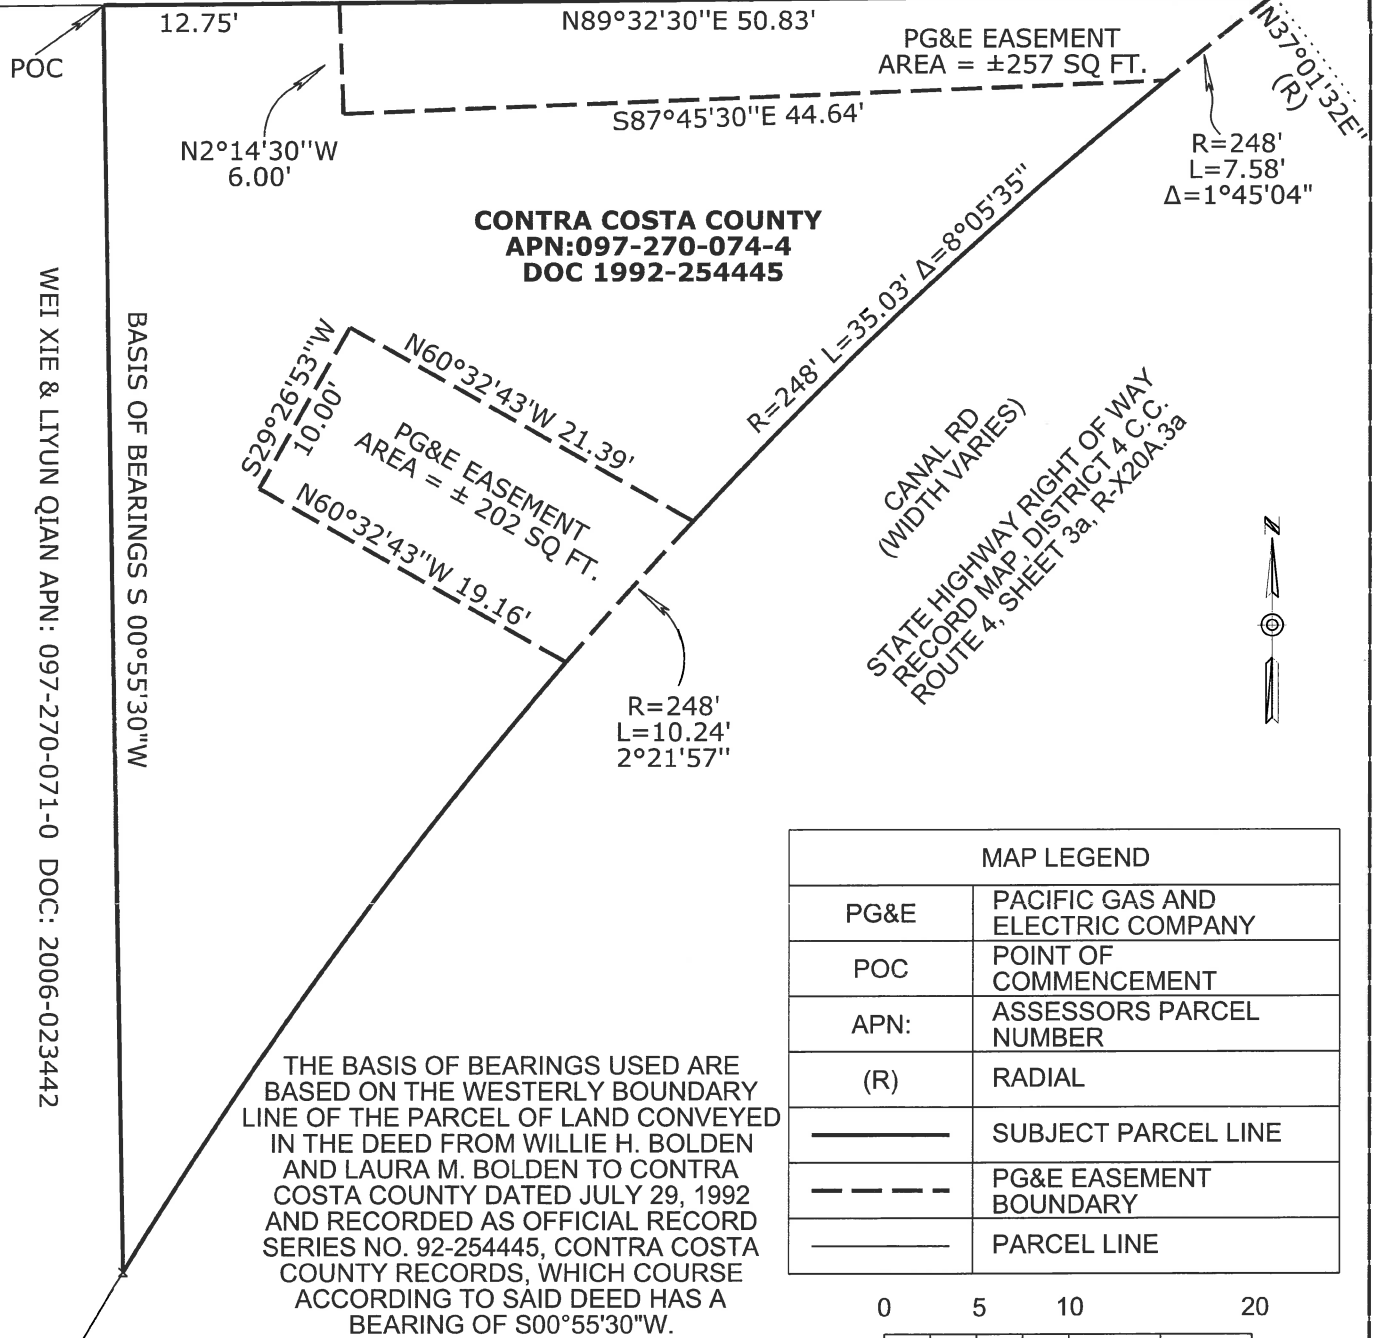 POC
12.75'
N89°32'30"E 50.83'
PG&E EASEMENT
AREA = ±257 SQ FT.
N37°01'32E"
(R)
S87°45'30"E 44.64'
N2°14'30"W
6.00'
R=248'
L=7.58'
Δ=1°45'04"
CONTRA COSTA COUNTY
APN:097-270-074-4
DOC 1992-254445
R=248' L=35.03' Δ=8°05'35"
WEI XIE & LIYUN QIAN APN: 097-270-071-0 DOC: 2006-023442
BASIS OF BEARINGS S 00°55'30"W
S29°26'53"W
10.00'
N60°32'43'W 21.39'
PG&E EASEMENT
AREA = ± 202 SQ FT.
N60°32'43"W 19.16'
R=248'
L=10.24'
2°21'57"
CANAL RD
(WIDTH VARIES)
STATE HIGHWAY RIGHT OF WAY
RECORD MAP, DISTRICT 4 C.C.
ROUTE 4, SHEET 3a, R-X20A.3a
N
MAP LEGEND
PG&E PACIFIC GAS AND
ELECTRIC COMPANY
POC POINT OF
COMMENCEMENT
APN: ASSESSORS PARCEL
NUMBER
(R) RADIAL
SUBJECT PARCEL LINE
PG&E EASEMENT
BOUNDARY
PARCEL LINE
THE BASIS OF BEARINGS USED ARE
BASED ON THE WESTERLY BOUNDARY
LINE OF THE PARCEL OF LAND CONVEYED
IN THE DEED FROM WILLIE H. BOLDEN
AND LAURA M. BOLDEN TO CONTRA
COSTA COUNTY DATED JULY 29, 1992
AND RECORDED AS OFFICIAL RECORD
SERIES NO. 92-254445, CONTRA COSTA
COUNTY RECORDS, WHICH COURSE
ACCORDING TO SAID DEED HAS A
BEARING OF S00°55'30"W.
0 5 10 20